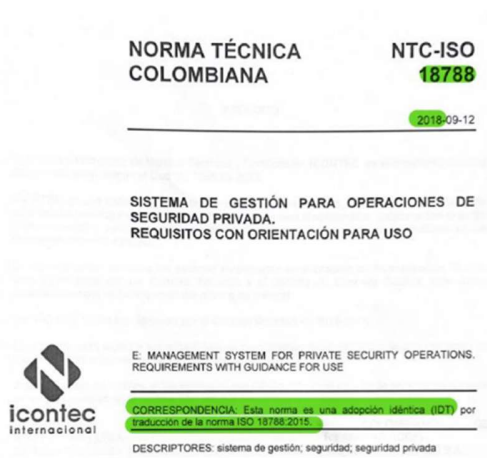 NORMA TÉCNICA
NTC-ISO
COLOMBIANA
18788
2018-09-12
SISTEMA DE GESTIÓN PARA OPERACIONES DE
SEGURIDAD PRIVADA.
REQUISITOS CON ORIENTACIÓN PARA USO
E: MANAGEMENT SYSTEM FOR PRIVATE SECURITY OPERATIONS.
REQUIREMENTS WITH GUIDANCE FOR USE
icontec
internacional
CORRESPONDENCIA: Esta norma es una adopción idéntica (IDT) por
traducción de la norma ISO 18788:2015.
DESCRIPTORES: sistema de gestión; seguridad; seguridad privada